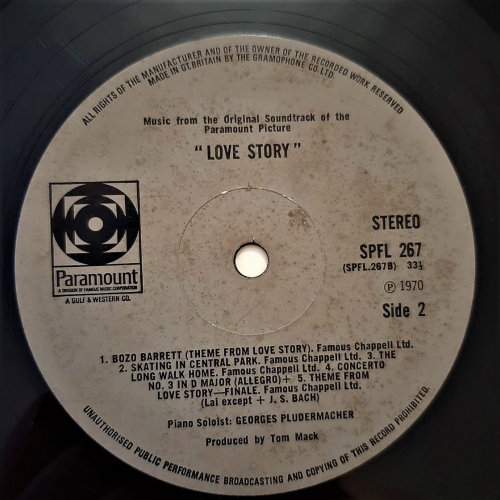 ALL RIGHTS OF THE MANUFACTURER AND OF THE OWNER OF THE RECORDED WORK RESERVED
MADE IN GT. BRITAIN BY THE GRAMOPHONE CO. LTD.
Music from the Original Soundtrack of the
Paramount Picture
"LOVE STORY"
STEREO
SPFL 267
(SPFL.267B) 33⅓
Ⓟ 1970
Side 2
Paramount
A DIVISION OF FAMOUS MUSIC CORPORATION
A GULF & WESTERN CO.
1. BOZO BARRETT (THEME FROM LOVE STORY). Famous Chappell Ltd.
2. SKATING IN CENTRAL PARK. Famous Chappell Ltd. 3. THE
LONG WALK HOME. Famous Chappell Ltd. 4. CONCERTO
NO. 3 IN D MAJOR (ALLEGRO)+ 5. THEME FROM
LOVE STORY—FINALE. Famous Chappell Ltd.
(Lai except + J. S. BACH)
Piano Soloist: GEORGES PLUDERMACHER
Produced by Tom Mack
UNAUTHORISED PUBLIC PERFORMANCE BROADCASTING AND COPYING OF THIS RECORD PROHIBITED.